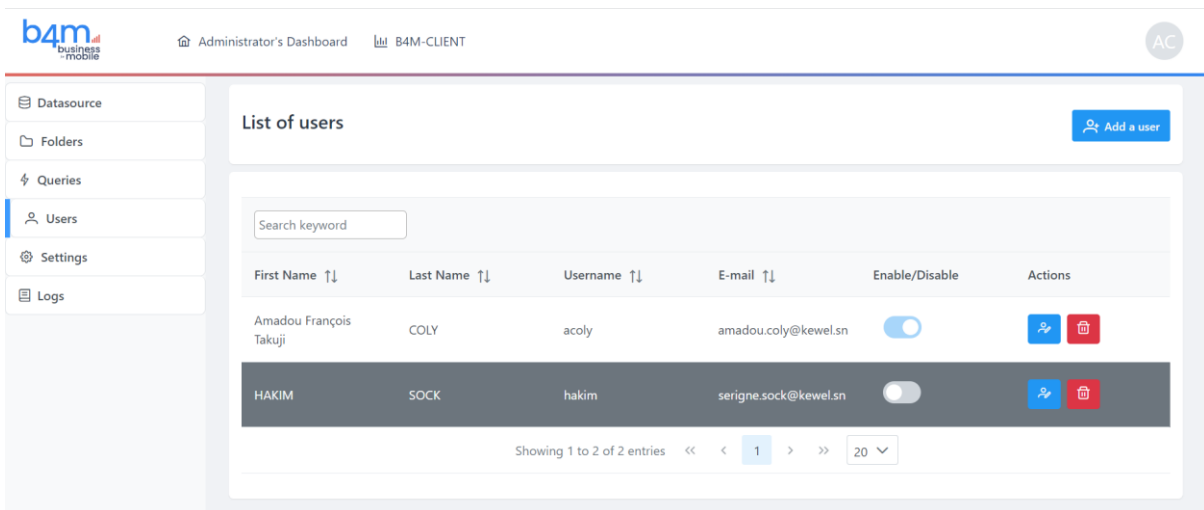 b4m
business
- mobile
Administrator's Dashboard B4M-CLIENT
AC
Datasource
Folders
Queries
Users
Settings
Logs
List of users
Add a user
Search keyword
First Name Last Name Username E-mail Enable/Disable Actions
Amadou François
Takuji
COLY acoly amadou.coly@kewel.sn
HAKIM SOCK hakim serigne.sock@kewel.sn
Showing 1 to 2 of 2 entries << < 1 > >> 20